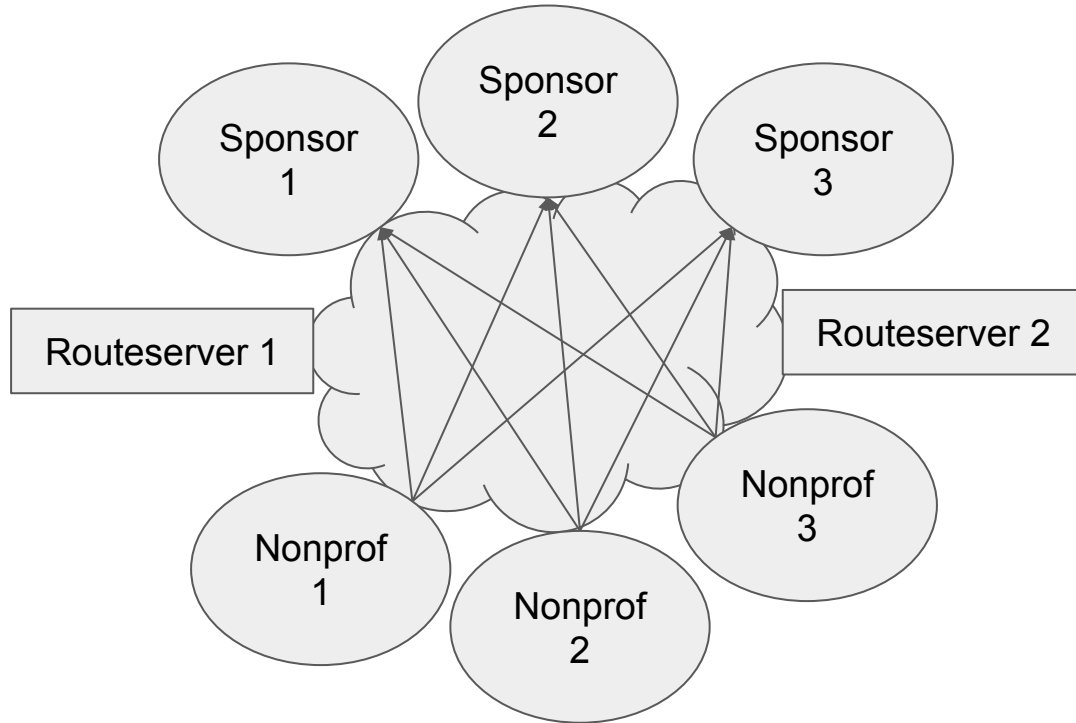 Sponsor
1
Sponsor
2
Sponsor
3
Routeserver 1
Routeserver 2
Nonprof
1
Nonprof
2
Nonprof
3